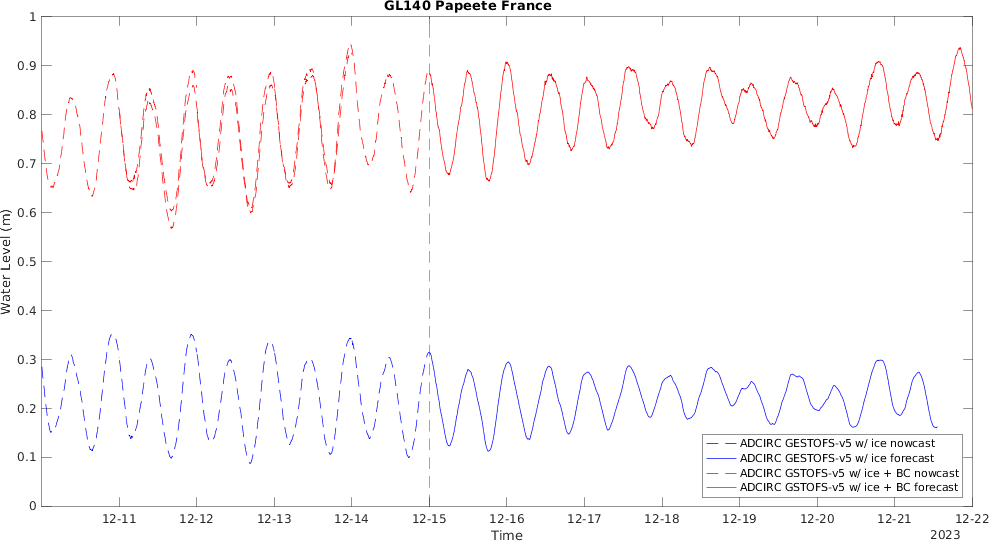 GL140 Papeete France
1
0.9
0.8
0.7
0.6
0.5
0.4
0.3
0.2
0.1
0
Water Level (m)
ADCIRC GESTOFS-v5 w/ ice nowcast
ADCIRC GESTOFS-v5 w/ ice forecast
ADCIRC GSTOFS-v5 w/ ice + BC nowcast
ADCIRC GSTOFS-v5 w/ ice + BC forecast
12-11 12-12 12-13 12-14 12-15 12-16 12-17 12-18 12-19 12-20 12-21 12-22
Time
2023